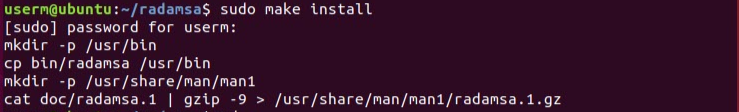 userm@ubuntu:~/radamsa$ sudo make install
[sudo] password for userm:
mkdir -p /usr/bin
cp bin/radamsa /usr/bin
mkdir -p /usr/share/man/man1
cat doc/radamsa.1 | gzip -9 > /usr/share/man/man1/radamsa.1.gz